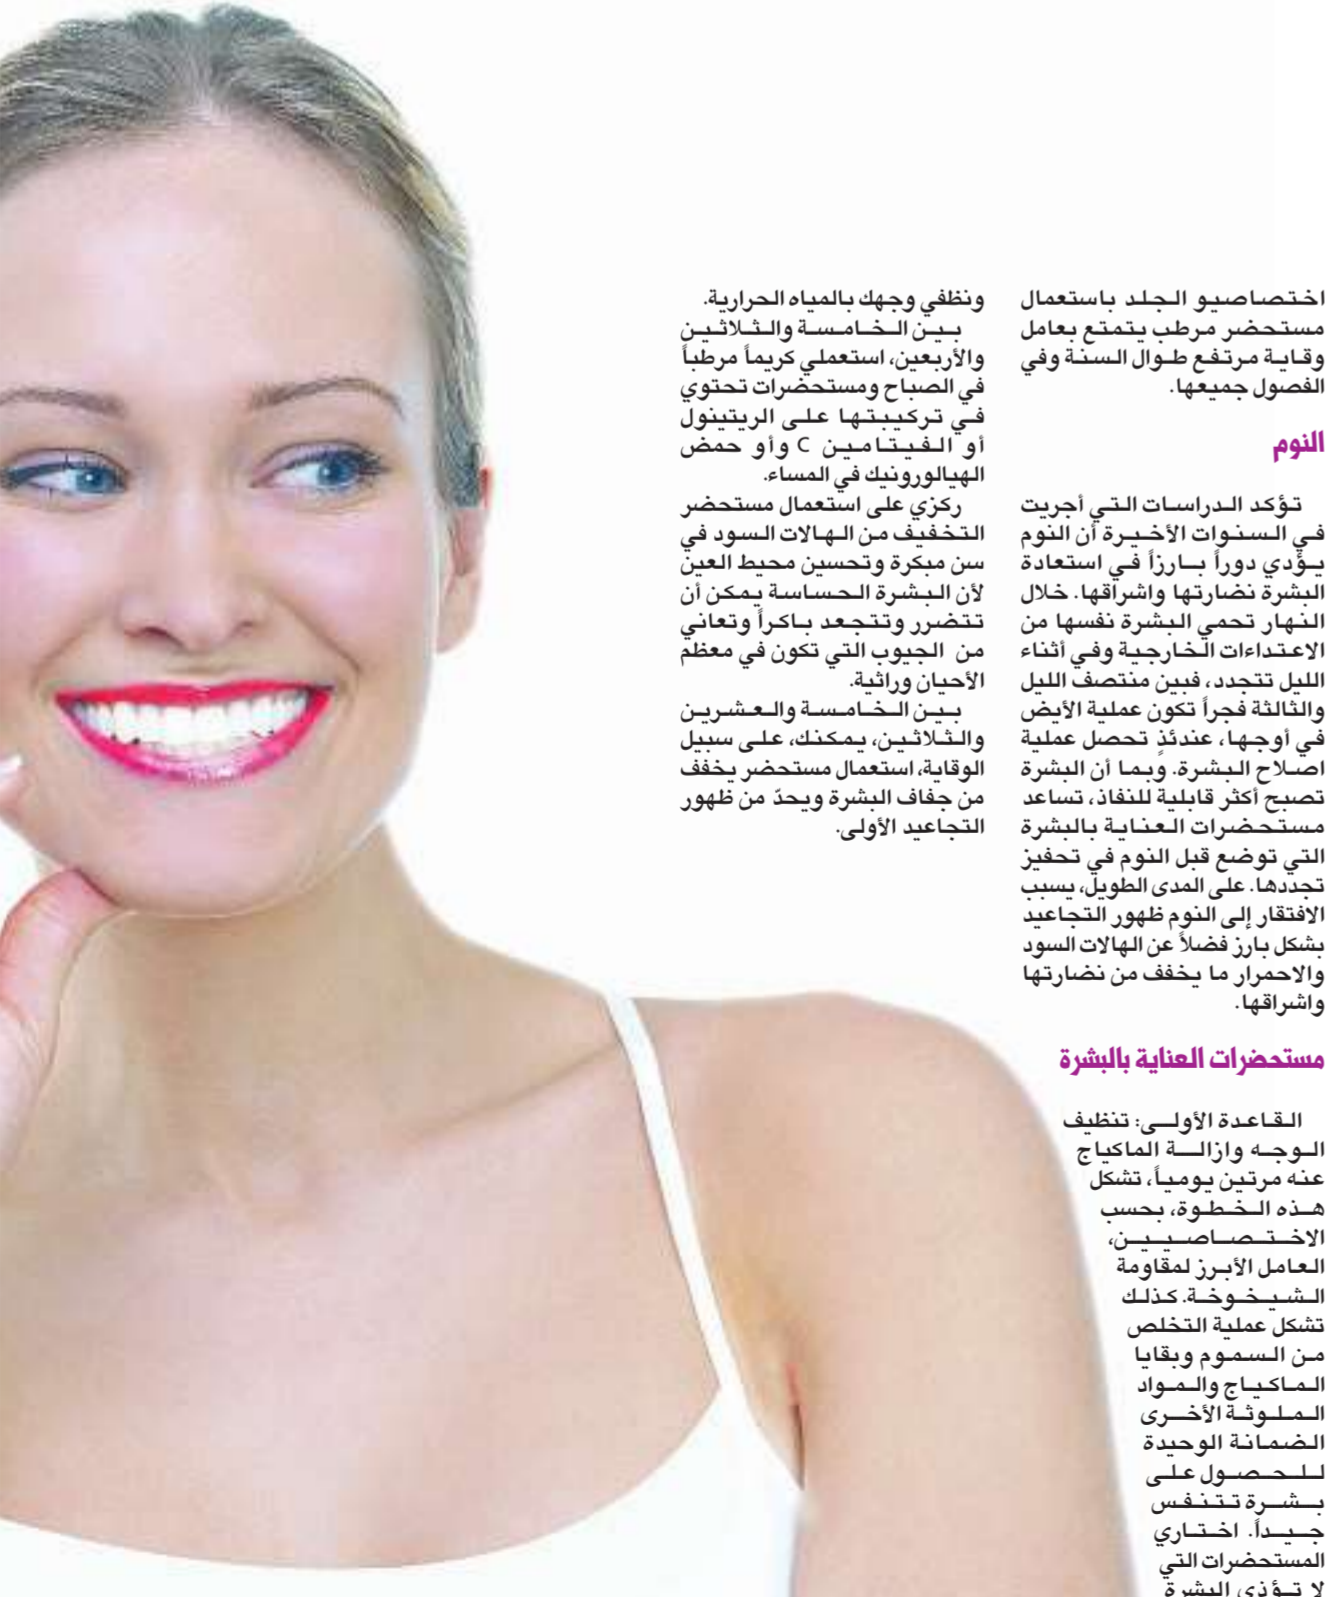 اختصاصيو الجلد باستعمال
مستحضر مرطب يتمتع بعامل
وقاية مرتفع طوال السنة وفي
الفصول جميعها.
النوم
تؤكد الدراسات التي أجريت
في السنوات الأخيرة أن النوم
يؤدي دوراً بارزاً في استعادة
البشرة نضارتها واشراقها. خلال
النهار تحمي البشرة نفسها من
الاعتداءات الخارجية وفي أثناء
الليل تتجدد، فبين منتصف الليل
والثالثة فجراً تكون عملية الأيض
في أوجها، عندئذٍ تحصل عملية
اصلاح البشرة. وبما أن البشرة
تصبح أكثر قابلية للنفاذ، تساعد
مستحضرات العناية بالبشرة
التي توضع قبل النوم في تحفيز
تجددها. على المدى الطويل، يسبب
الافتقار إلى النوم ظهور التجاعيد
بشكل بارز فضلاً عن الهالات السود
والاحمرار ما يخفف من نضارتها
واشراقها.
مستحضرات العناية بالبشرة
القاعدة الأولى: تنظيف
الوجه وازالة الماكياج
عنه مرتين يومياً، تشكل
هذه الخطوة، بحسب
الاختصاصيين،
العامل الأبرز لمقاومة
الشيخوخة. كذلك
تشكل عملية التخلص
من السموم وبقايا
الماكياج والمواد
الملوثة الأخرى
الضمانة الوحيدة
للحصول على
بشرة تتنفس
جيداً. اختاري
المستحضرات التي
لا تؤذي البشرة
ونظفي وجهك بالمياه الحرارية.
بين الخامسة والثلاثين
والأربعين، استعملي كريماً مرطباً
في الصباح ومستحضرات تحتوي
في تركيبتها على الريتينول
أو الفيتامين C وأو حمض
الهيالورونيك في المساء.
ركزي على استعمال مستحضر
التخفيف من الهالات السود في
سن مبكرة وتحسين محيط العين
لأن البشرة الحساسة يمكن أن
تتضرر وتتجعد باكراً وتعاني
من الجيوب التي تكون في معظم
الأحيان وراثية.
بين الخامسة والعشرين
والثلاثين، يمكنك، على سبيل
الوقاية، استعمال مستحضر يخفف
من جفاف البشرة ويحدّ من ظهور
التجاعيد الأولى.